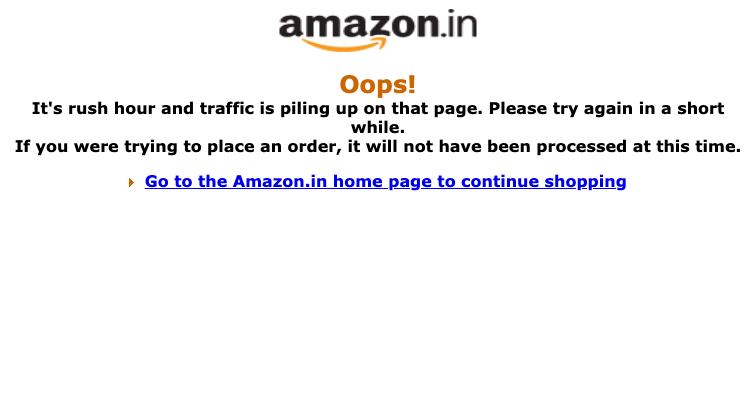 amazon.in
Oops!
It's rush hour and traffic is piling up on that page. Please try again in a short
while.
If you were trying to place an order, it will not have been processed at this time.
Go to the Amazon.in home page to continue shopping